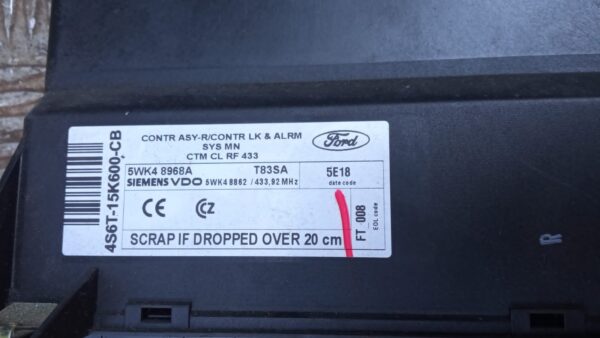 CONTR ASY-R/CONTR LK & ALRM
SYS MN
CTM CL RF 433
Ford
5WK4 8968A T83SA
SIEMENS VDO 5WK4 8862 / 433,92 MHz
5E18
date code
CE CCZ
SCRAP IF DROPPED OVER 20 cm
FT 008
EOL code
4S6T-15K600-CB
R